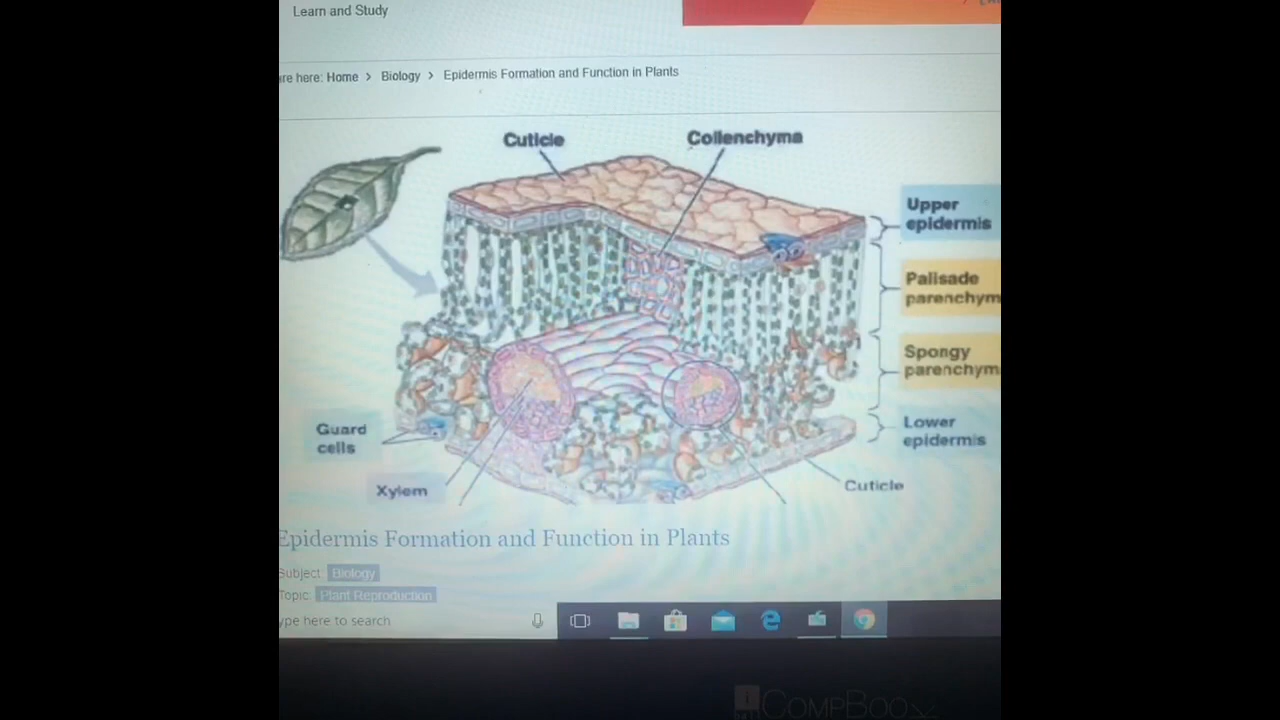 Learn and Study
re here: Home > Biology > Epidermis Formation and Function in Plants
Cuticle
Collenchyma
Upper
epidermis
Palisade
parenchym
Spongy
parenchym
Lower
epidermis
Guard
cells
Xylem
Cuticle
Epidermis Formation and Function in Plants
Subject: Biology
Topic: Plant Reproduction
ype here to search